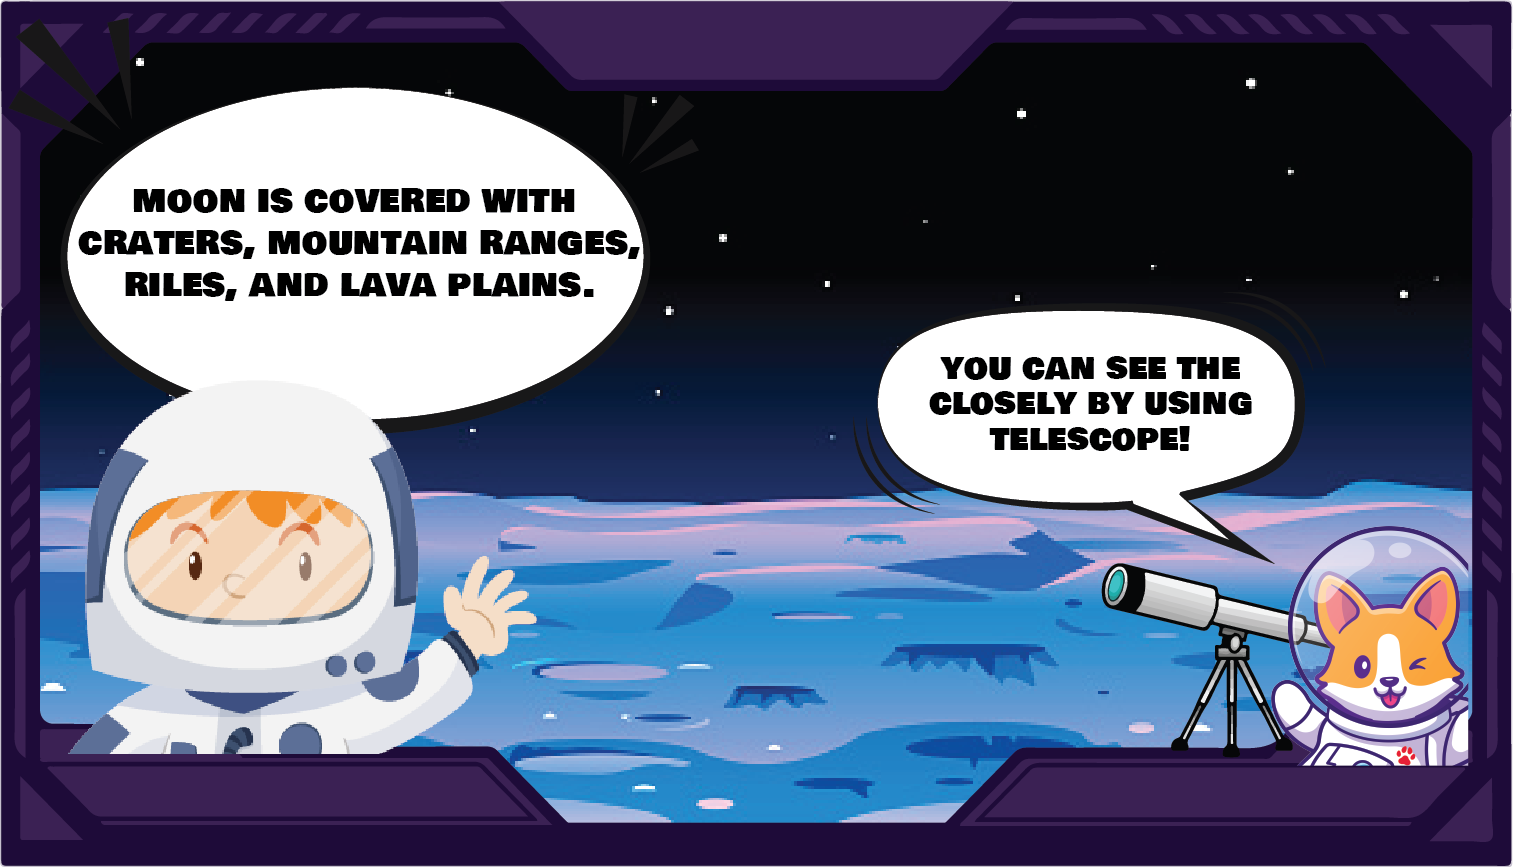 MOON IS COVERED WITH
CRATERS, MOUNTAIN RANGES,
RILES, AND LAVA PLAINS.
YOU CAN SEE THE
CLOSELY BY USING
TELESCOPE!